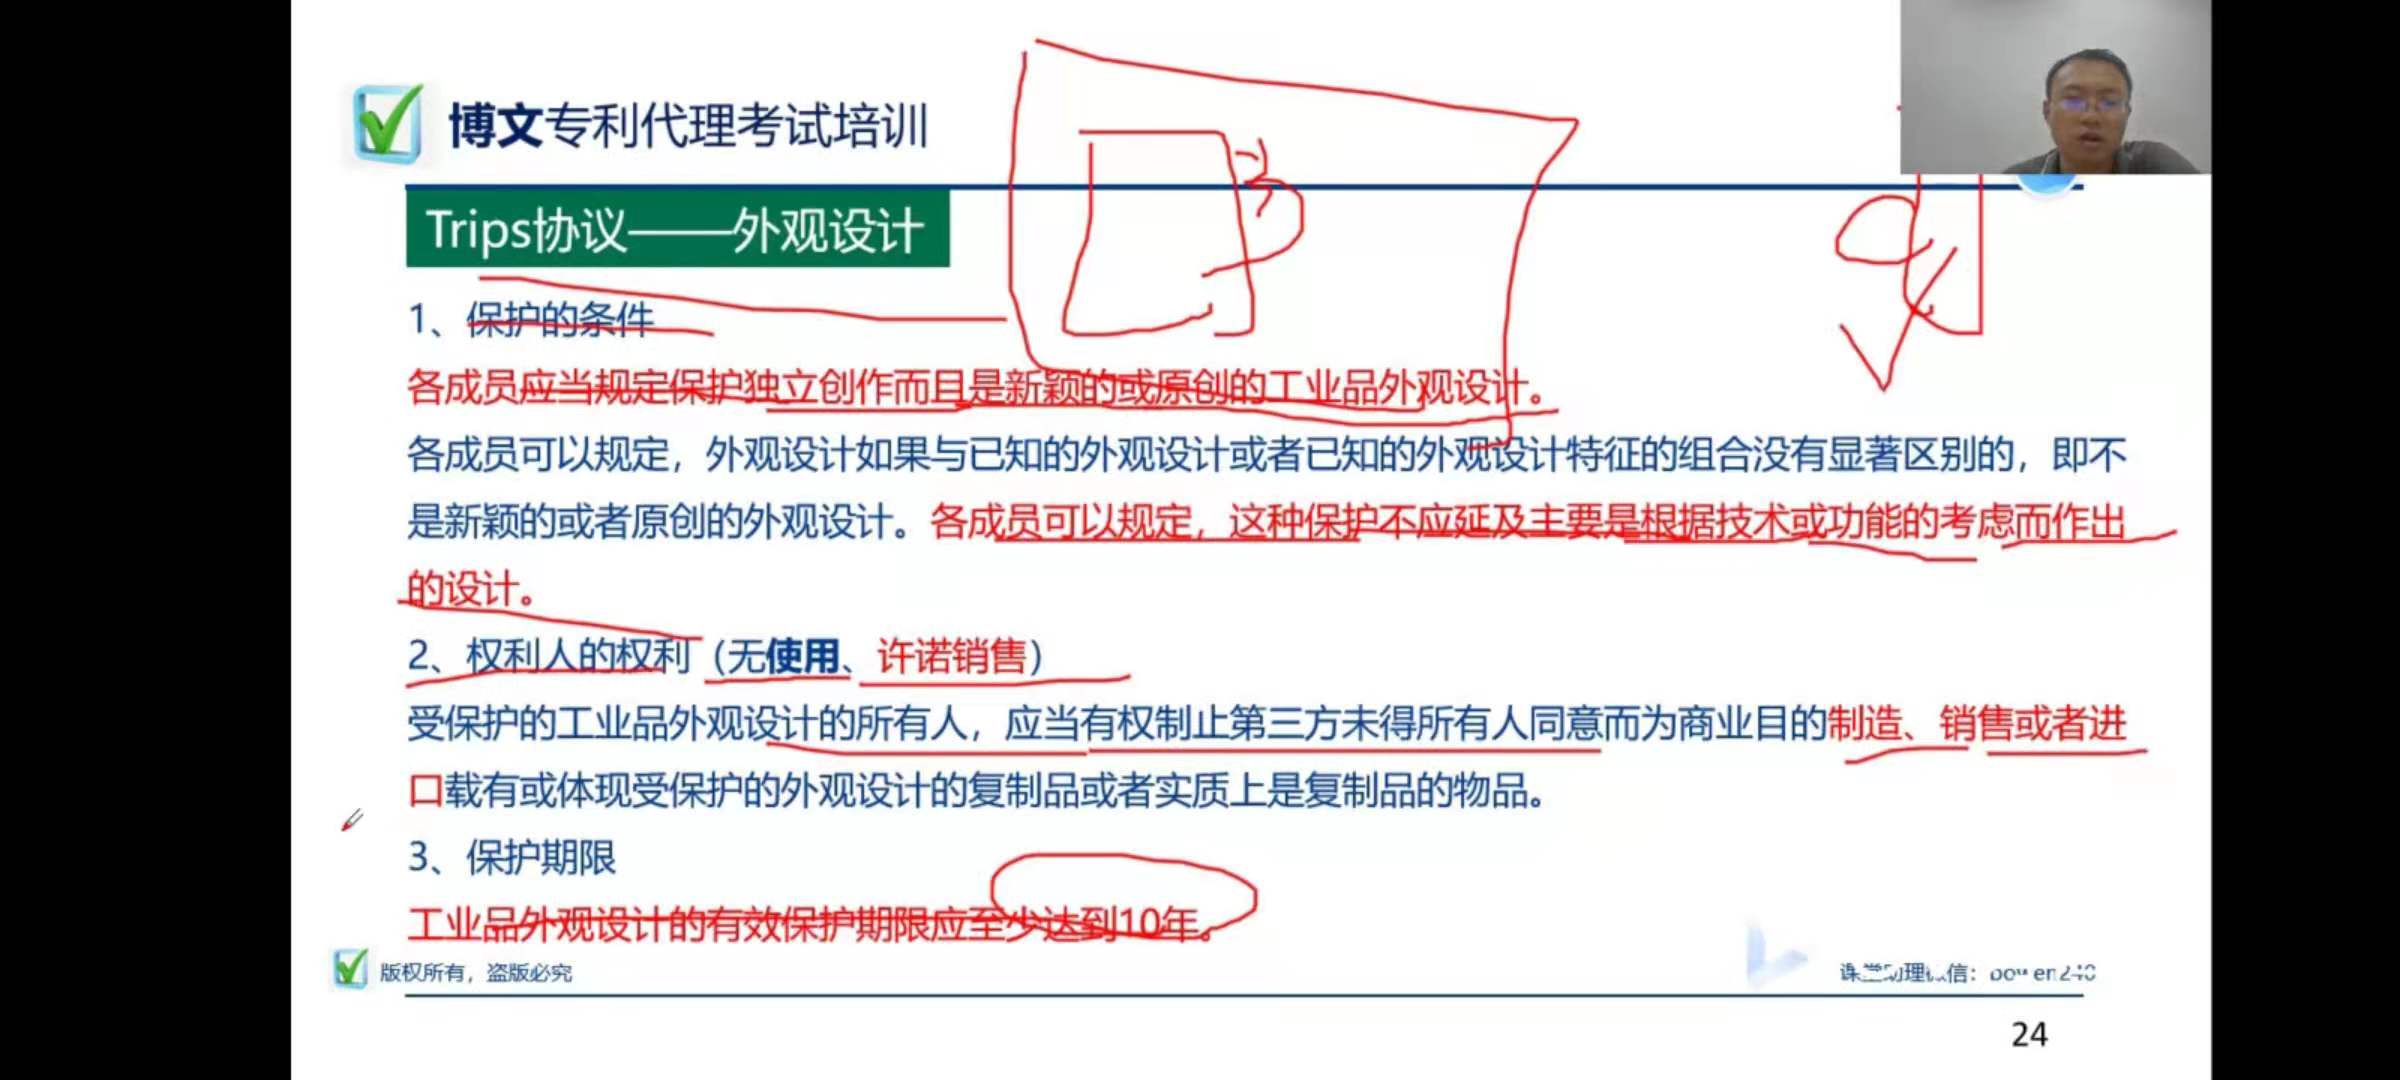 博文专利代理考试培训
Trips协议——外观设计
1、保护的条件
各成员应当规定保护独立创作而且是新颖的或原创的工业品外观设计。
各成员可以规定，外观设计如果与已知的外观设计或者已知的外观设计特征的组合没有显著区别的，即不
是新颖的或者原创的外观设计。各成员可以规定，这种保护不应延及主要是根据技术或功能的考虑而作出
的设计。
2、权利人的权利（无使用、许诺销售）
受保护的工业品外观设计的所有人，应当有权制止第三方未得所有人同意而为商业目的制造、销售或者进
口载有或体现受保护的外观设计的复制品或者实质上是复制品的物品。
3、保护期限
工业品外观设计的有效保护期限应至少达到10年。
版权所有，盗版必究
课堂助理微信：
24